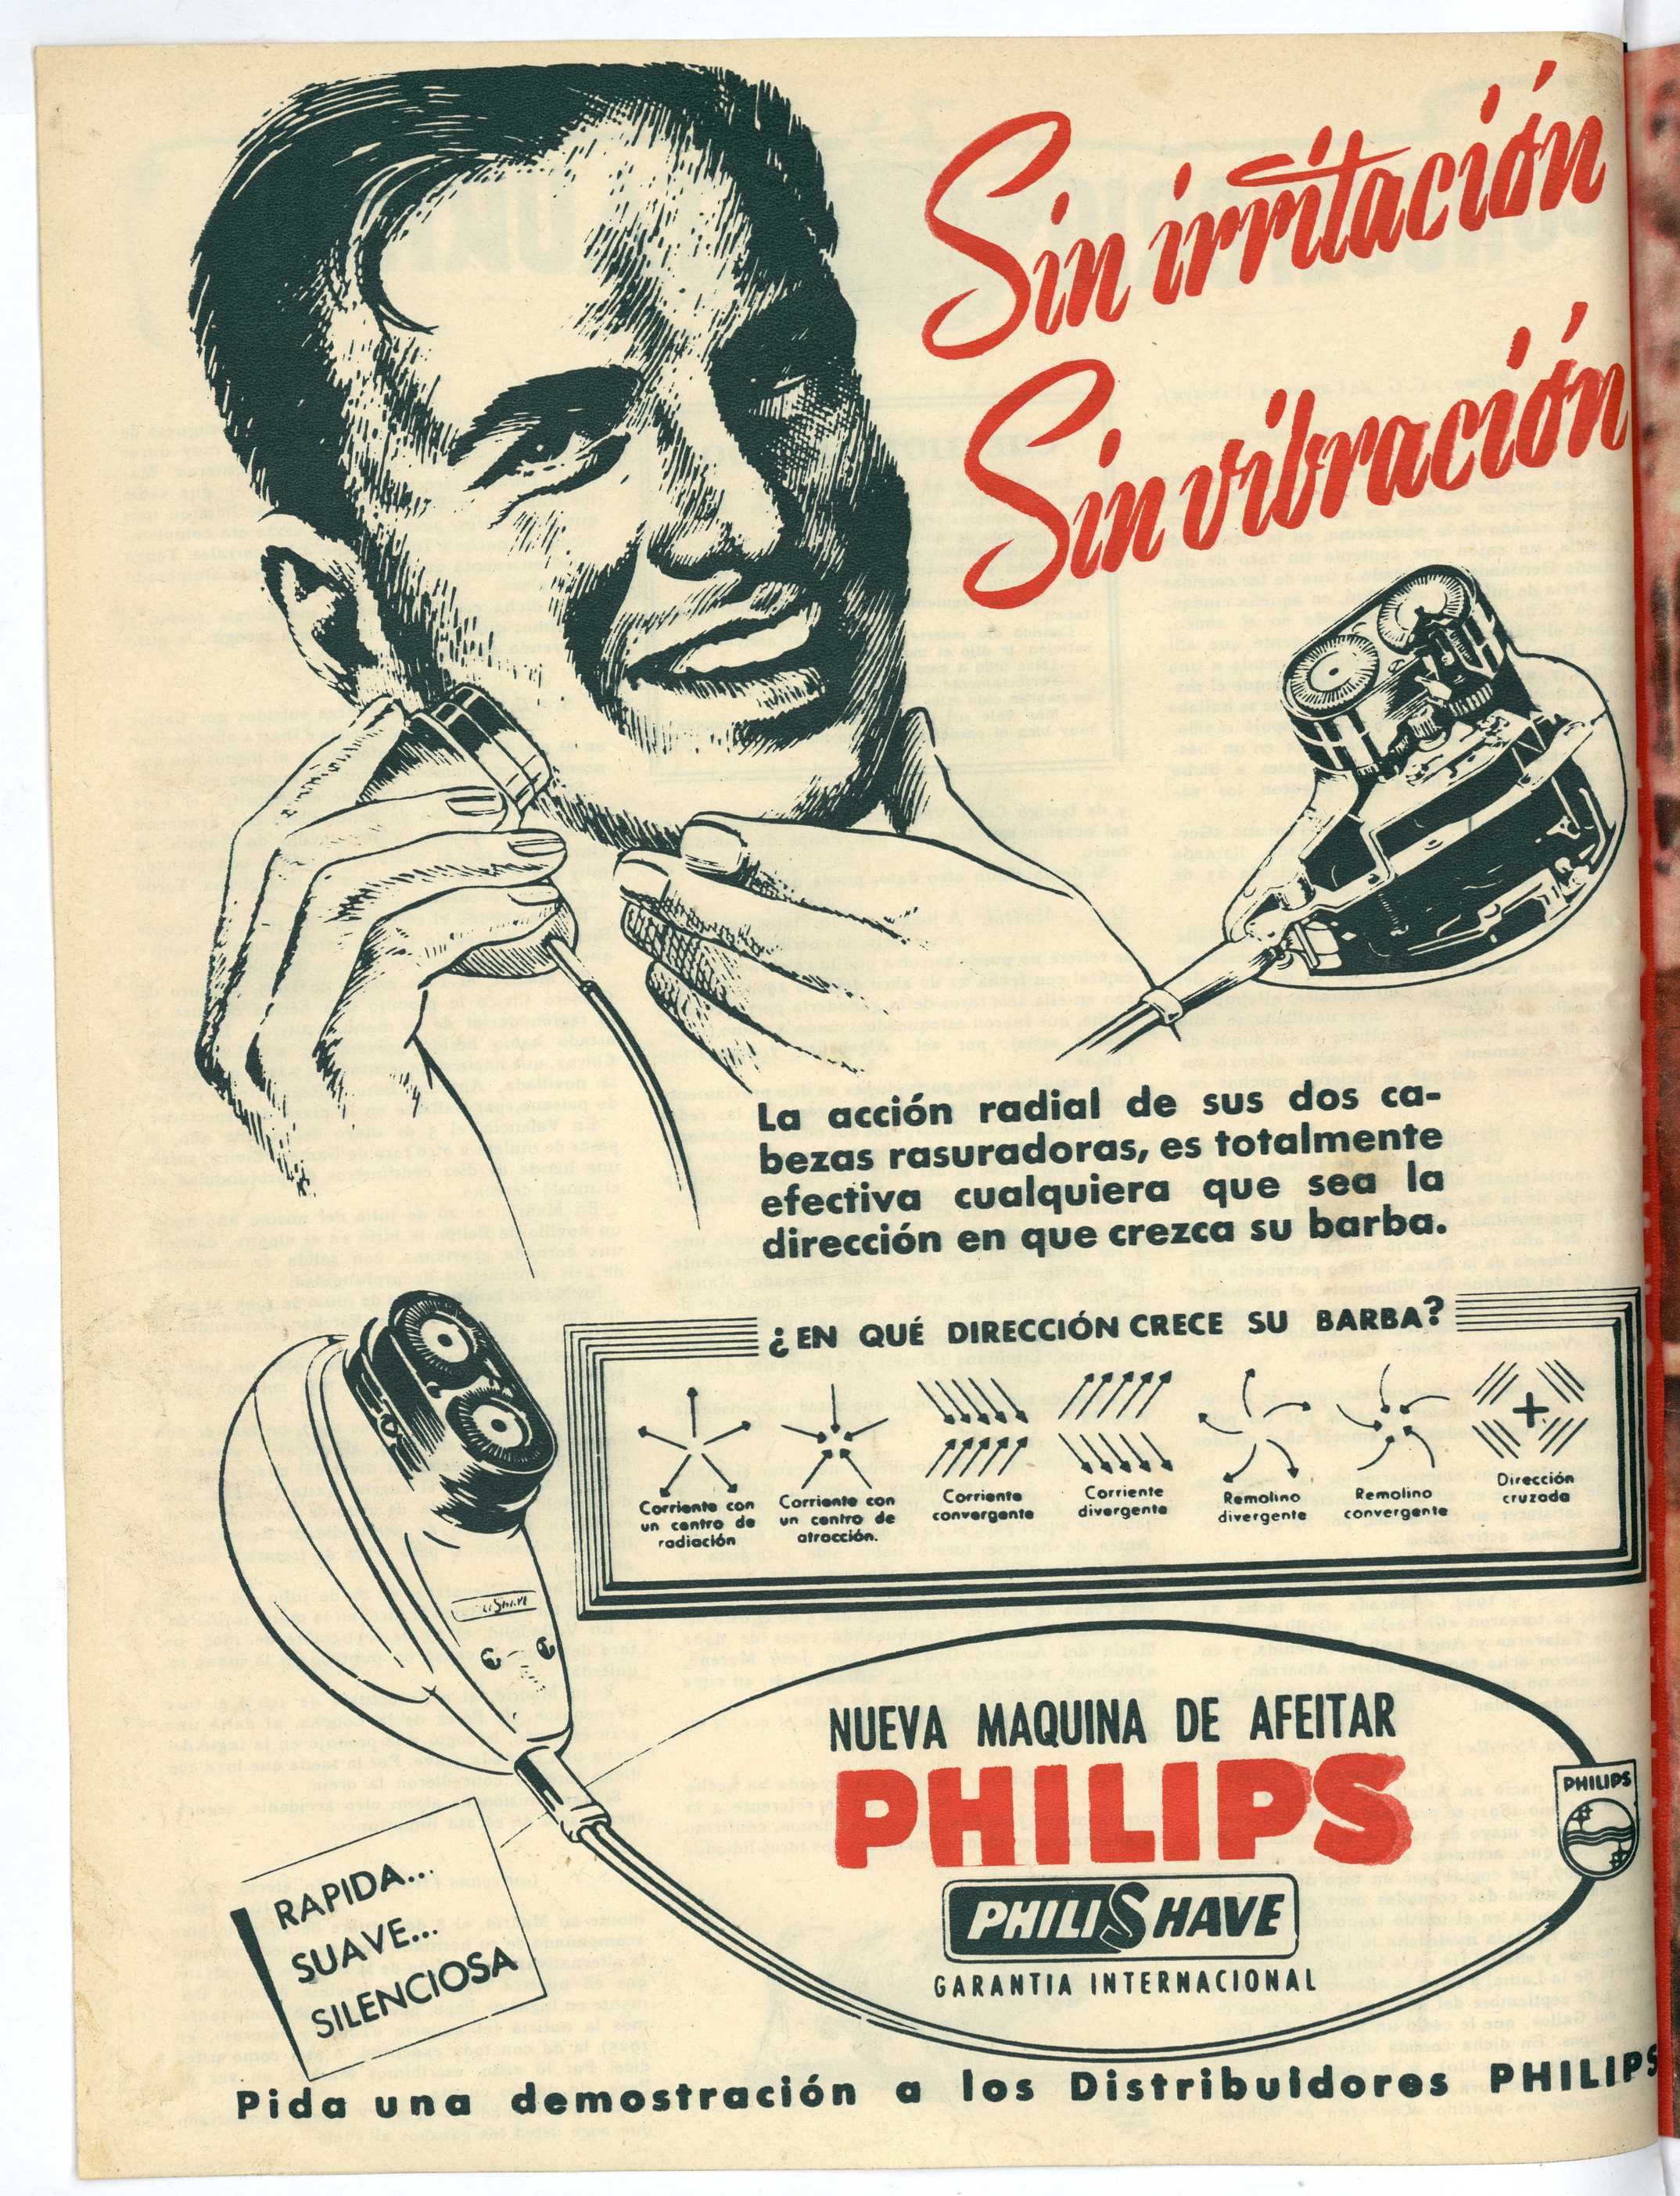 Sin irritación
Sin vibración
La acción radial de sus dos ca-
bezas rasuradoras, es totalmente
efectiva cualquiera que sea la
dirección en que crezca su barba.
¿EN QUÉ DIRECCIÓN CRECE SU BARBA?
Corriente con
un centro de
radiación
Corriente con
un centro de
atracción.
Corriente
convergente
Corriente
divergente
Remolino
divergente
Remolino
convergente
Dirección
cruzada
NUEVA MAQUINA DE AFEITAR
PHILIPS
PHILISHAVE
GARANTIA INTERNACIONAL
PHILIPS
RAPIDA...
SUAVE...
SILENCIOSA
Pida una demostración a los Distribuidores PHILIPS